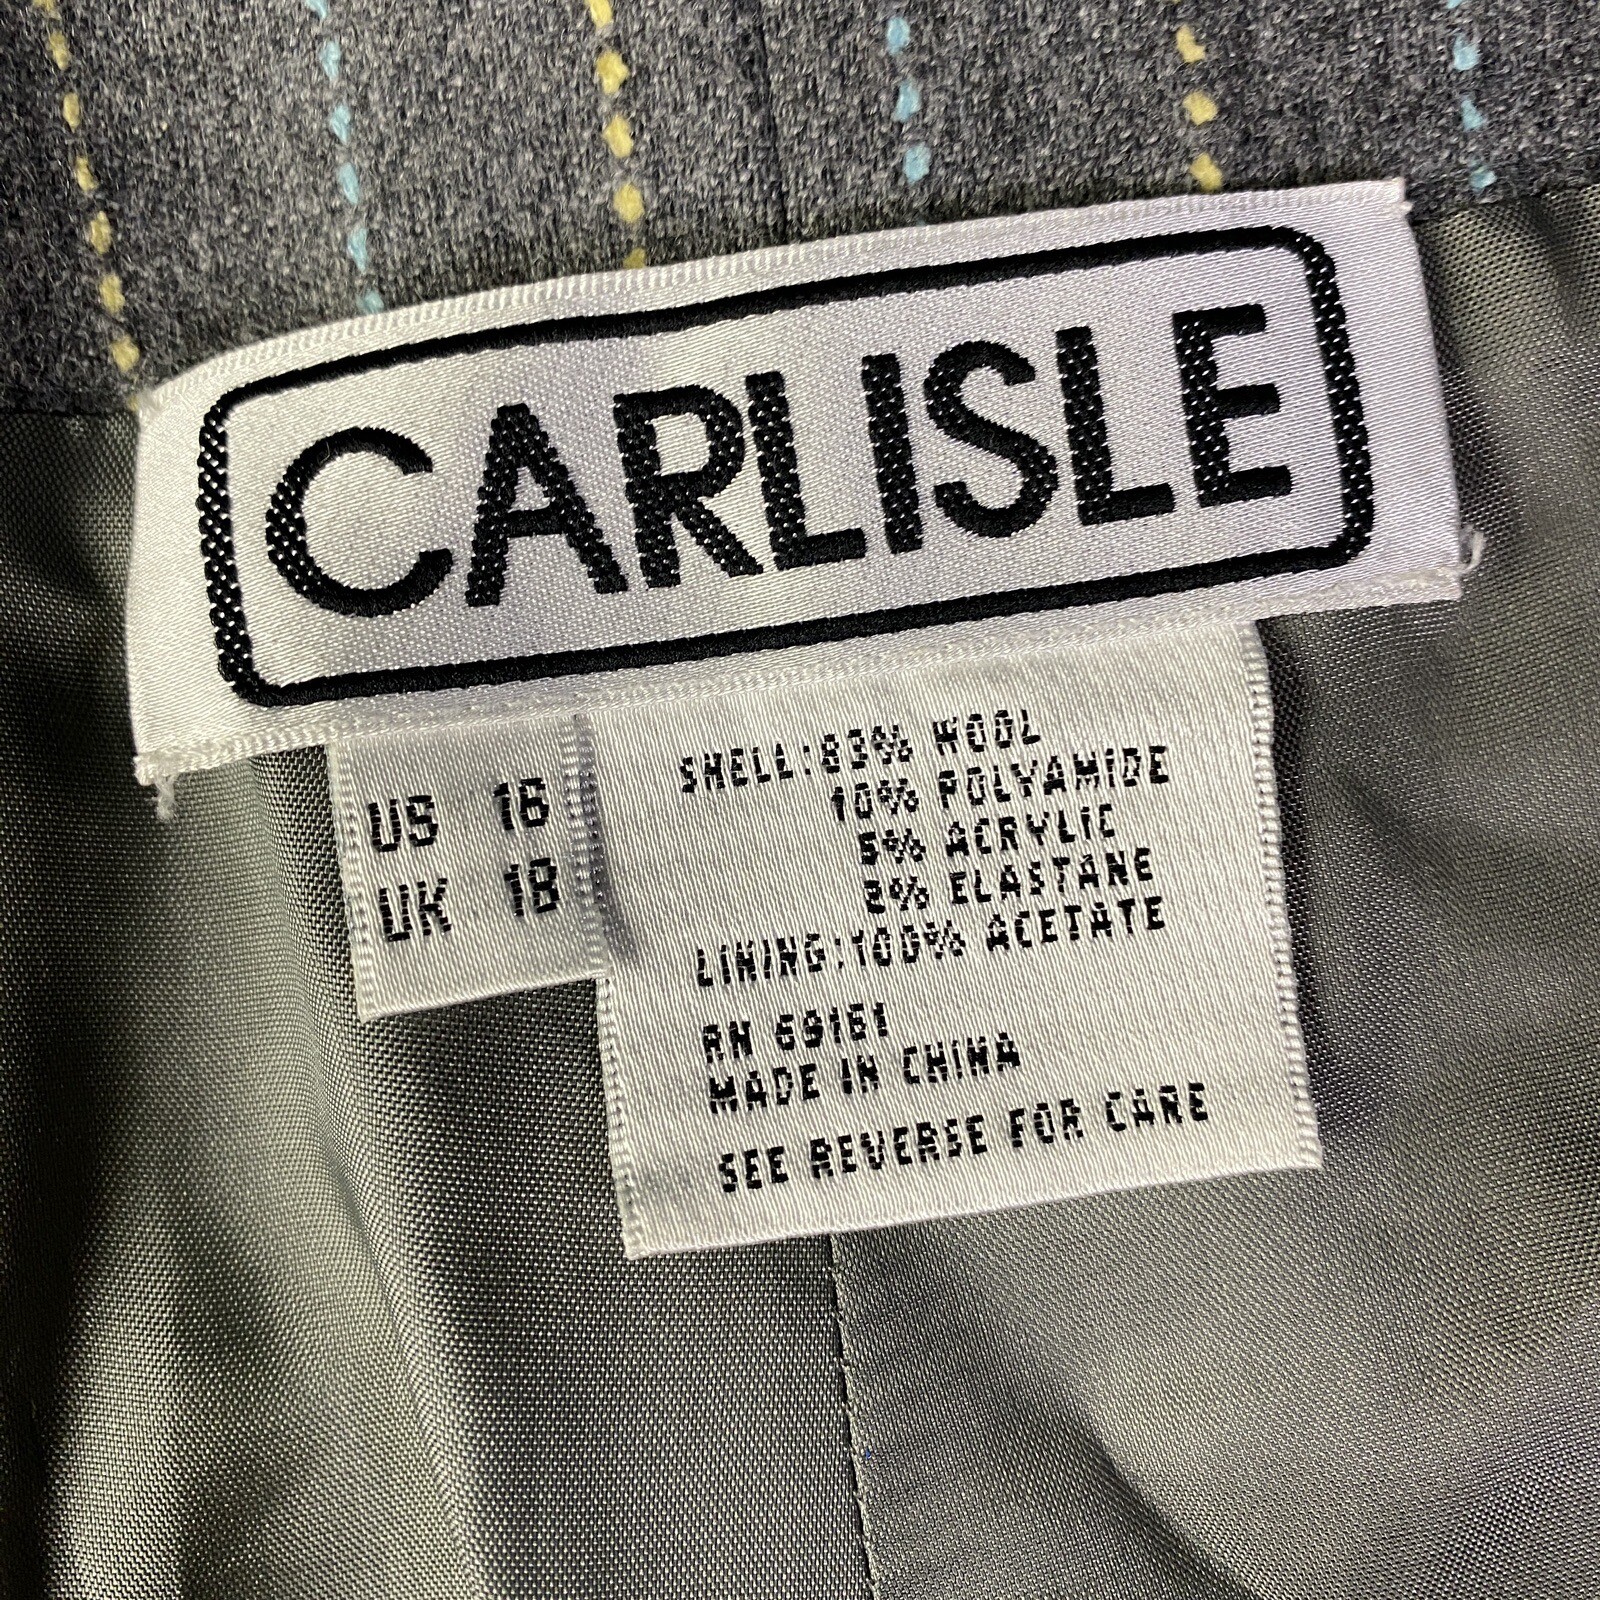 CARLISLE
US 16
UK 18
SHELL:83% WOOL
10% POLYAMIDE
5% ACRYLIC
2% ELASTANE
LINING:100% ACETATE
RN 69161
MADE IN CHINA
SEE REVERSE FOR CARE